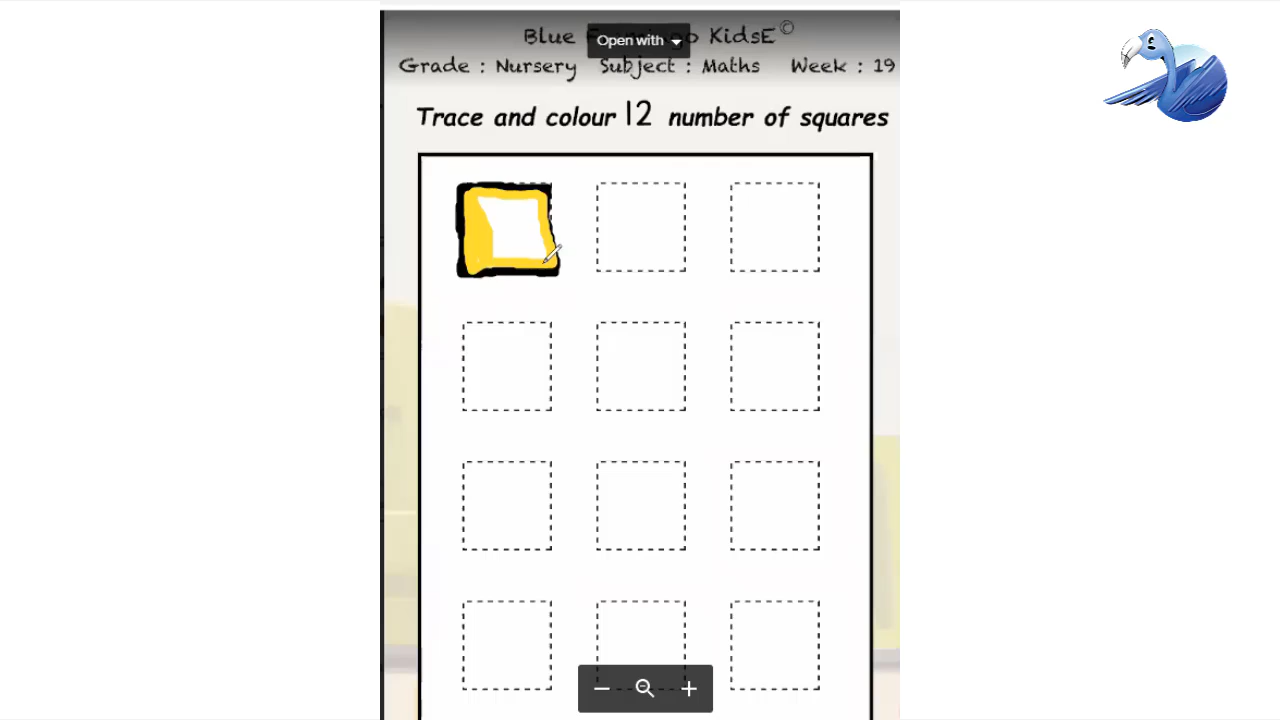 Blue KidsE©
Open with
Grade : Nursery Subject : Maths Week : 19
Trace and colour 12 number of squares